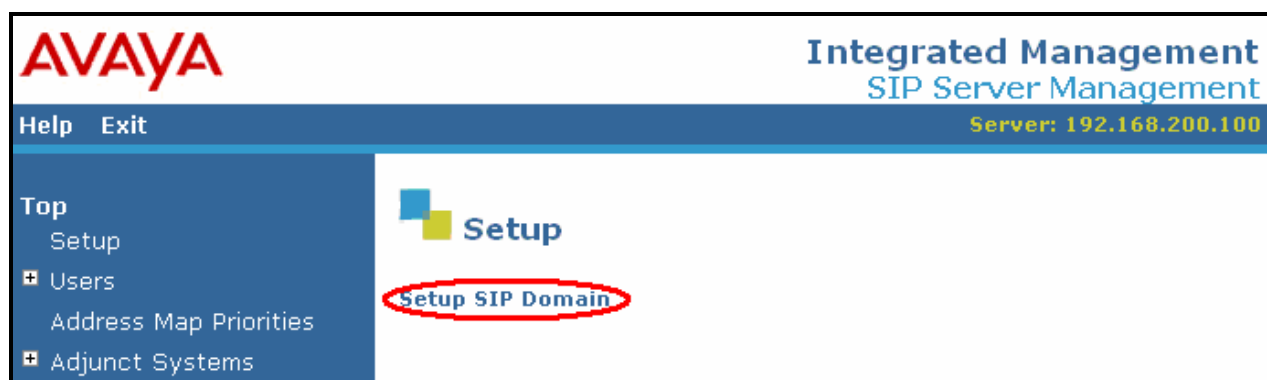 AVAYA
Integrated Management
SIP Server Management
Help Exit
Server: 192.168.200.100
Top
Setup
Users
Address Map Priorities
Adjunct Systems
Setup
Setup SIP Domain